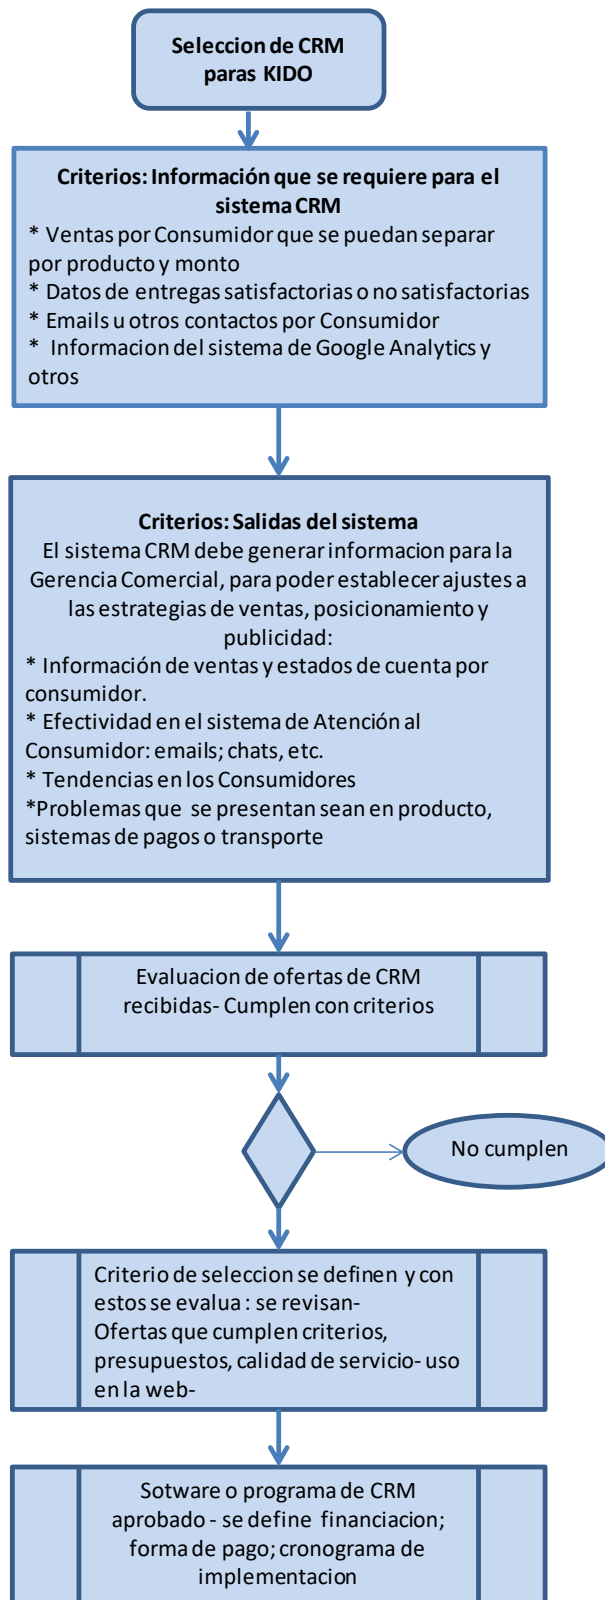 Seleccion de CRM
paras KIDO
Criterios: Información que se requiere para el
sistema CRM
* Ventas por Consumidor que se puedan separar
por producto y monto
* Datos de entregas satisfactorias o no satisfactorias
* Emails u otros contactos por Consumidor
* Informacion del sistema de Google Analytics y
otros
Criterios: Salidas del sistema
El sistema CRM debe generar informacion para la
Gerencia Comercial, para poder establecer ajustes a
las estrategias de ventas, posicionamiento y
publicidad:
* Información de ventas y estados de cuenta por
consumidor.
* Efectividad en el sistema de Atención al
Consumidor: emails; chats, etc.
* Tendencias en los Consumidores
*Problemas que se presentan sean en producto,
sistemas de pagos o transporte
Evaluacion de ofertas de CRM
recibidas- Cumplen con criterios
No cumplen
Criterio de seleccion se definen y con
estos se evalua : se revisan-
Ofertas que cumplen criterios,
presupuestos, calidad de servicio- uso
en la web-
Sotware o programa de CRM
aprobado - se define financiacion;
forma de pago; cronograma de
implementacion